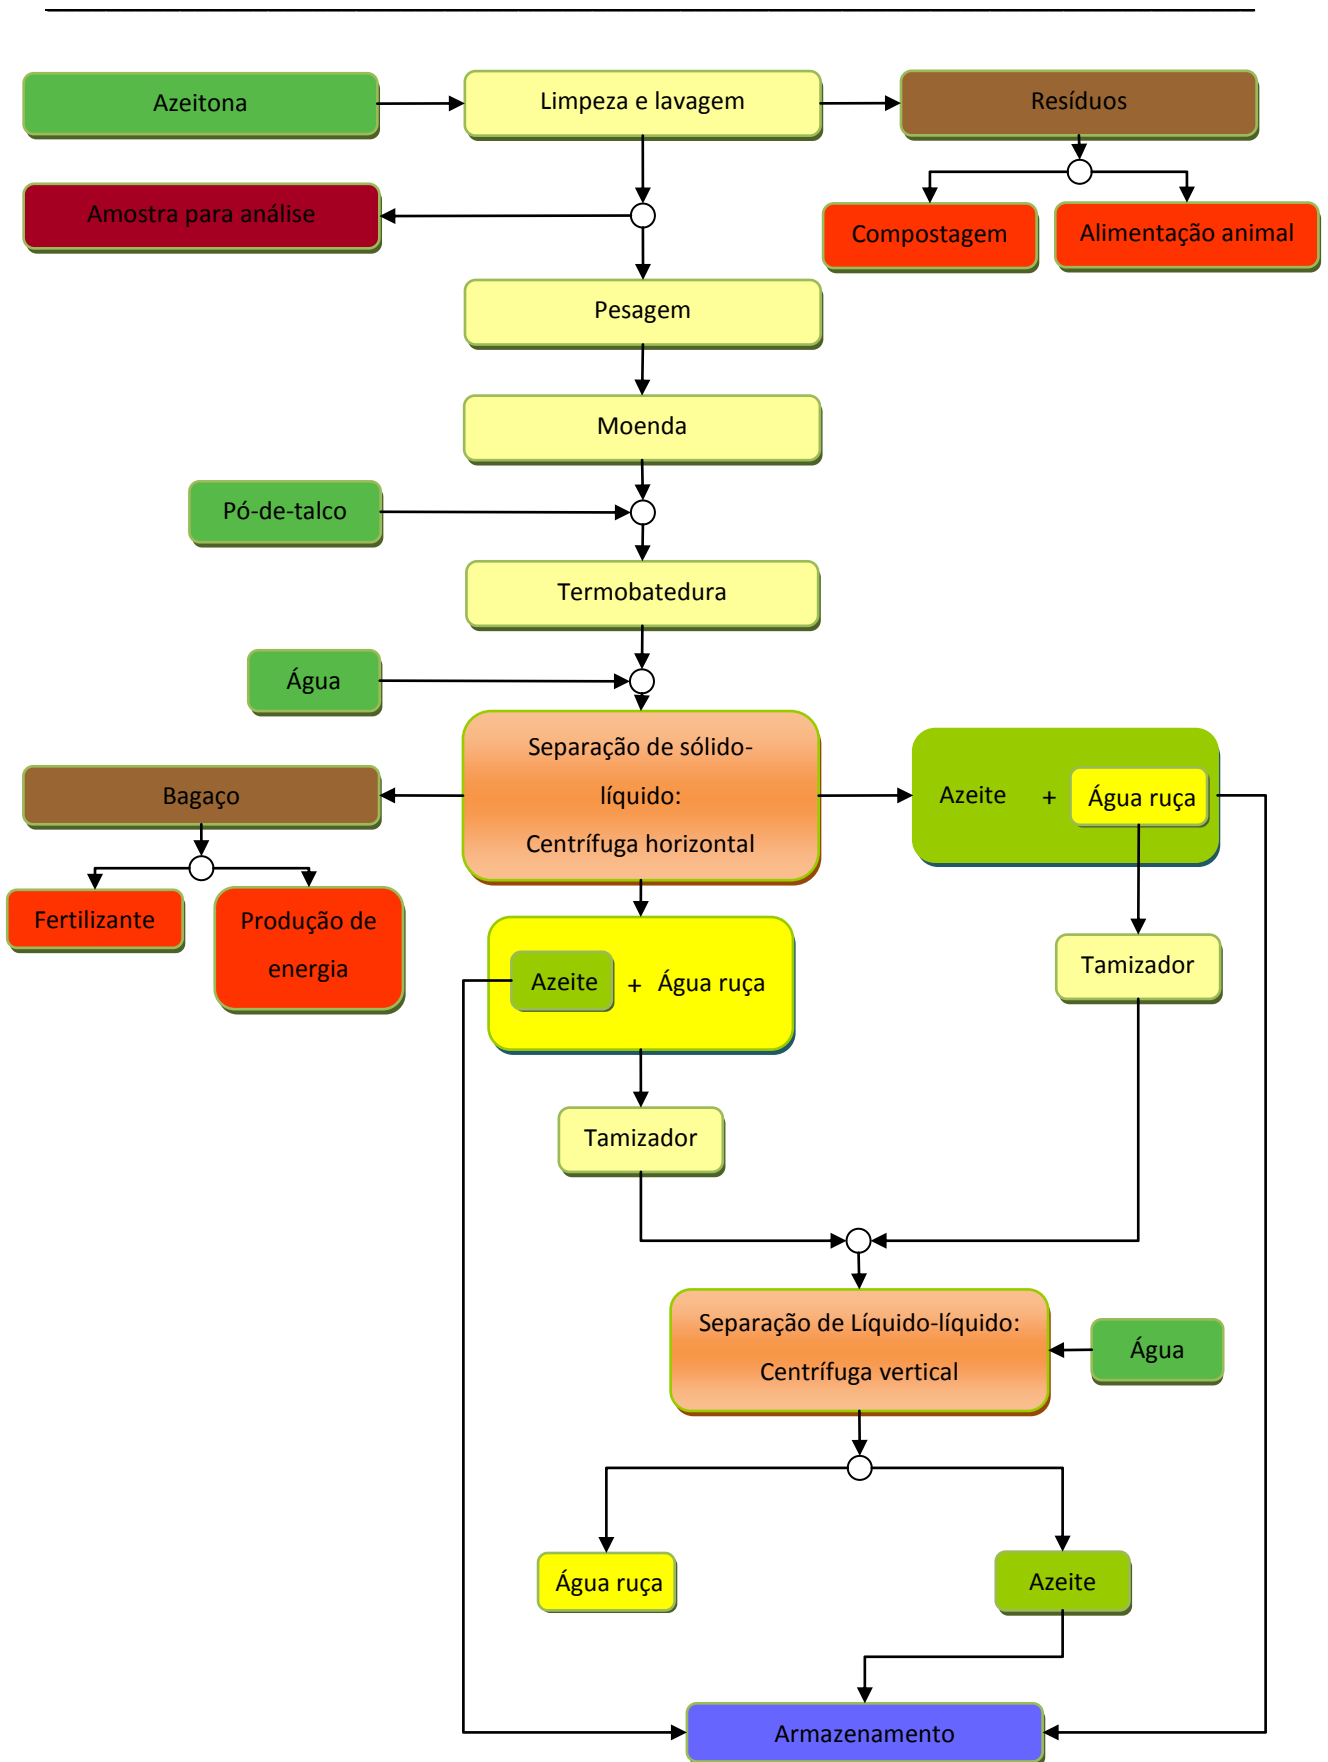 Azeitona
Limpeza e lavagem
Resíduos
Amostra para análise
Compostagem
Alimentação animal
Pesagem
Moenda
Pó-de-talco
Termobatedura
Água
Separação de sólido-
líquido:
Centrífuga horizontal
Azeite + Água ruça
Bagaço
Fertilizante
Produção de
energia
Azeite + Água ruça
Tamizador
Tamizador
Separação de Líquido-líquido:
Centrífuga vertical
Água
Água ruça
Azeite
Armazenamento